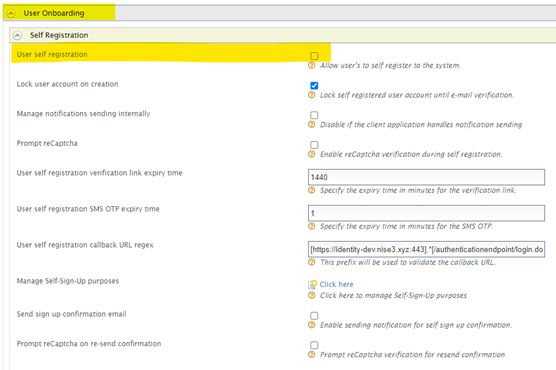 User Onboarding
Self Registration
User self registration
Allow user's to self register to the system.
Lock user account on creation
Lock self registered user account until e-mail verification.
Manage notifications sending internally
Disable if the client application handles notification sending
Prompt reCaptcha
Enable reCaptcha verification during self registration.
User self registration verification link expiry time
1440
Specify the expiry time in minutes for the verification link.
User self registration SMS OTP expiry time
1
Specify the expiry time in minutes for the SMS OTP.
User self registration callback URL regex
[https://identity-dev.nise3.xyz:443].*[/authenticationendpoint/login.do
This prefix will be used to validate the callback URL.
Manage Self-Sign-Up purposes
Click here
Click here to manage Self-Sign-Up purposes
Send sign up confirmation email
Enable sending notification for self sign up confirmation.
Prompt reCaptcha on re-send confirmation
Prompt reCaptcha verification for resend confirmation